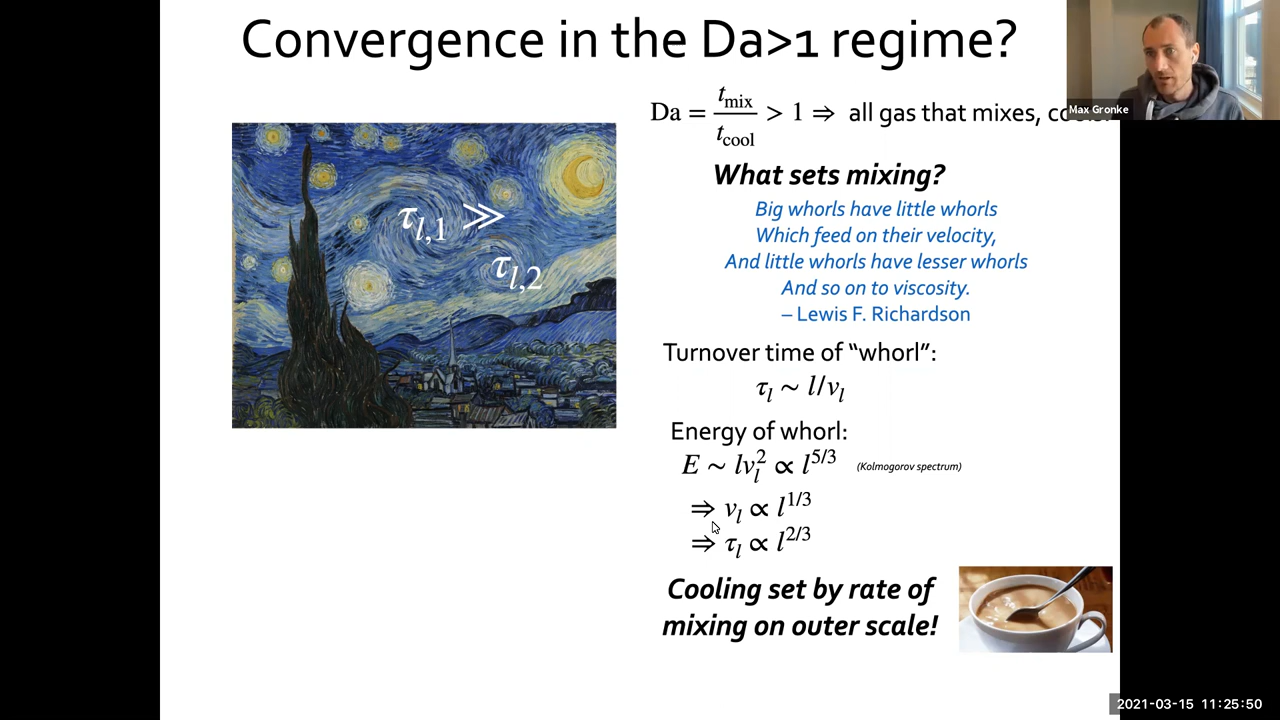 Convergence in the Da>1 regime?
Max Gronke
Da = t_mix / t_cool > 1 ⇒ all gas that mixes,
What sets mixing?
Big whorls have little whorls
Which feed on their velocity,
And little whorls have lesser whorls
And so on to viscosity.
– Lewis F. Richardson
τ_{l,1} ≫
τ_{l,2}
Turnover time of “whorl”:
τ_l ~ l/v_l
Energy of whorl:
E ~ lv_l^2 ∝ l^{5/3} (Kolmogorov spectrum)
⇒ v_l ∝ l^{1/3}
⇒ τ_l ∝ l^{2/3}
Cooling set by rate of
mixing on outer scale!
2021-03-15 11:25:50